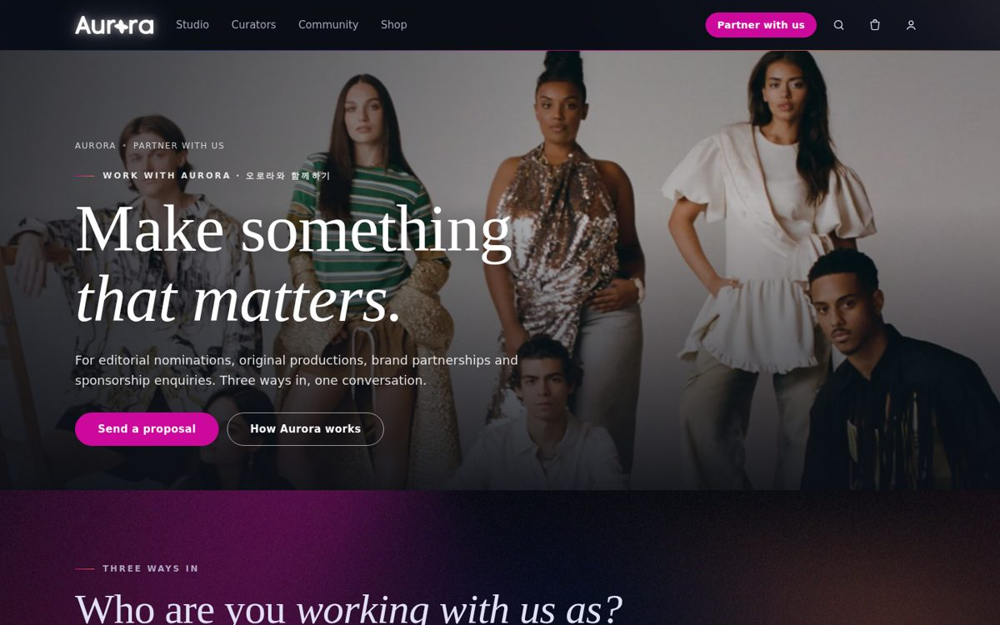 Aurora
Studio
Curators
Community
Shop
Partner with us
AURORA • PARTNER WITH US
WORK WITH AURORA · 오로라와 함께하기
Make something
that matters.
For editorial nominations, original productions, brand partnerships and
sponsorship enquiries. Three ways in, one conversation.
Send a proposal
How Aurora works
THREE WAYS IN
Who are you working with us as?